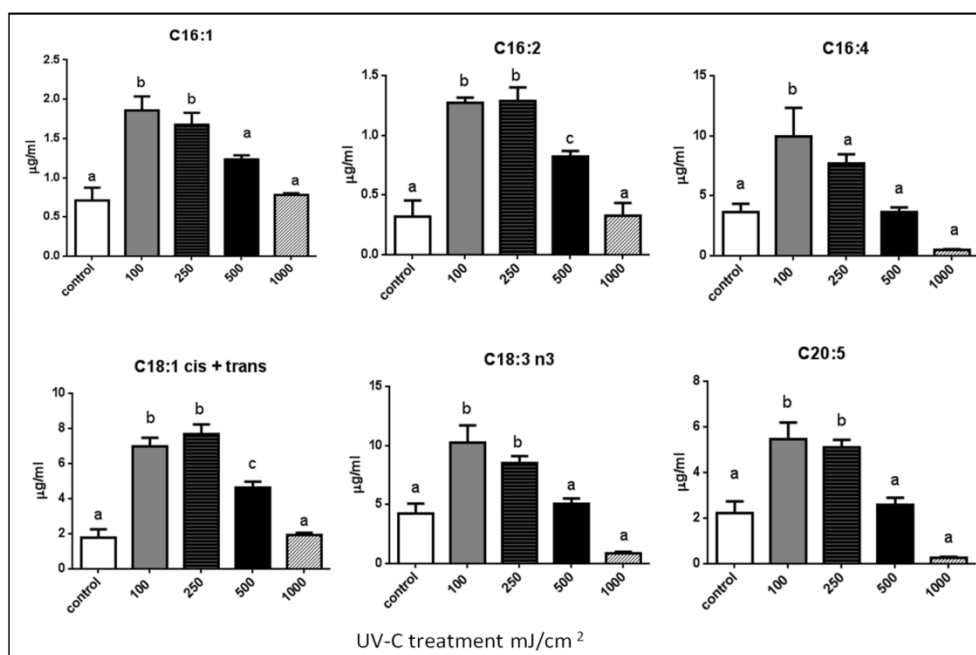 C16:1
2.5
2.0
1.5
1.0
0.5
0.0
µg/ml
a
b
b
a
a
control
100
250
500
1000
C16:2
1.5
1.0
0.5
0.0
µg/ml
a
b
b
c
a
control
100
250
500
1000
C16:4
15
10
5
0
µg/ml
a
b
a
a
a
control
100
250
500
1000
C18:1 cis + trans
10
8
6
4
2
0
µg/ml
a
b
b
c
a
control
100
250
500
1000
C18:3 n3
15
10
5
0
µg/ml
a
b
b
a
a
control
100
250
500
1000
C20:5
8
6
4
2
0
µg/ml
a
b
b
a
a
control
100
250
500
1000
UV-C treatment mJ/cm ²